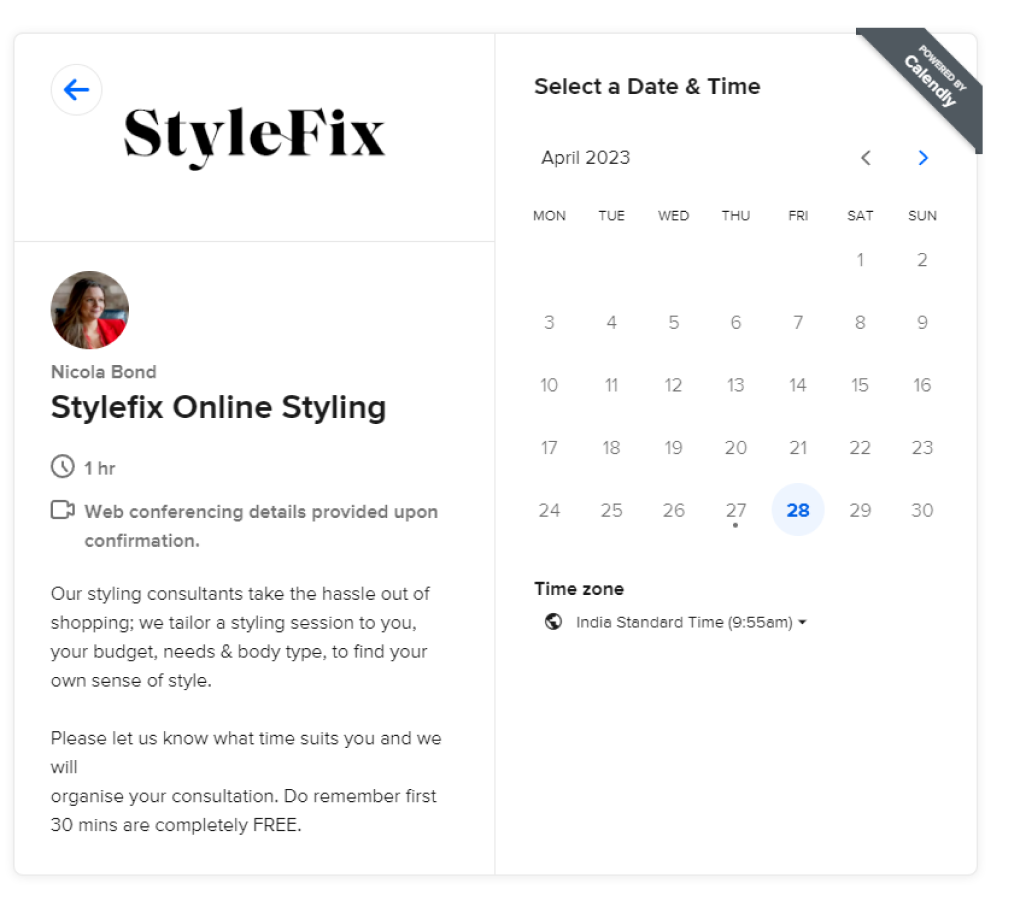 StyleFix
Nicola Bond
Stylefix Online Styling
1 hr
Web conferencing details provided upon
confirmation.
Our styling consultants take the hassle out of
shopping; we tailor a styling session to you,
your budget, needs & body type, to find your
own sense of style.
Please let us know what time suits you and we
will
organise your consultation. Do remember first
30 mins are completely FREE.
Select a Date & Time
POWERED BY
Calendly
April 2023
MON TUE WED THU FRI SAT SUN
1 2
3 4 5 6 7 8 9
10 11 12 13 14 15 16
17 18 19 20 21 22 23
24 25 26 27 28 29 30
Time zone
India Standard Time (9:55am)